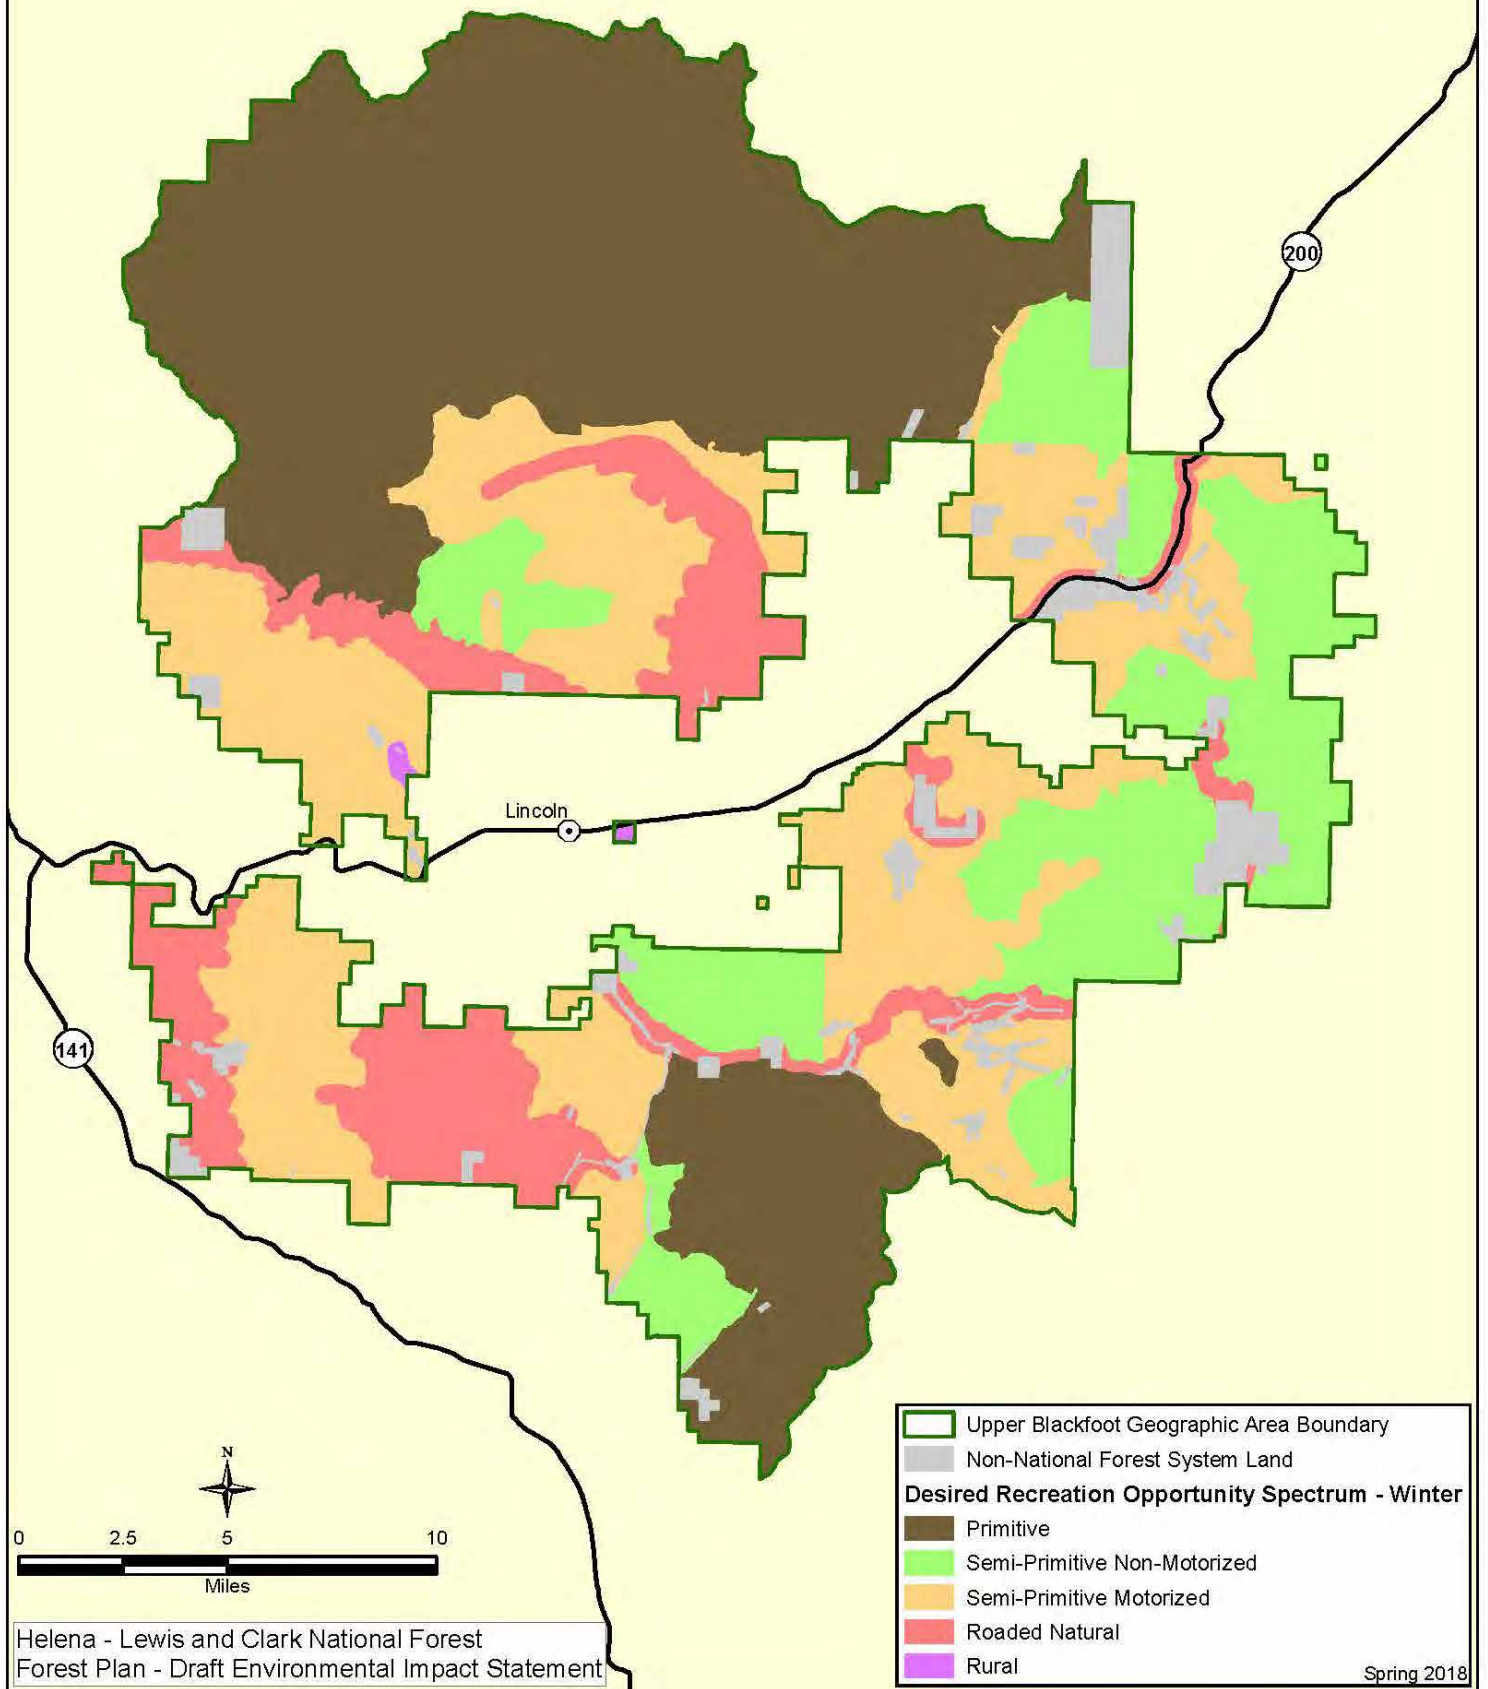 200
Lincoln
141
N
0 2.5 5 10
Miles
Helena - Lewis and Clark National Forest
Forest Plan - Draft Environmental Impact Statement
Upper Blackfoot Geographic Area Boundary
Non-National Forest System Land
Desired Recreation Opportunity Spectrum - Winter
Primitive
Semi-Primitive Non-Motorized
Semi-Primitive Motorized
Roaded Natural
Rural
Spring 2018